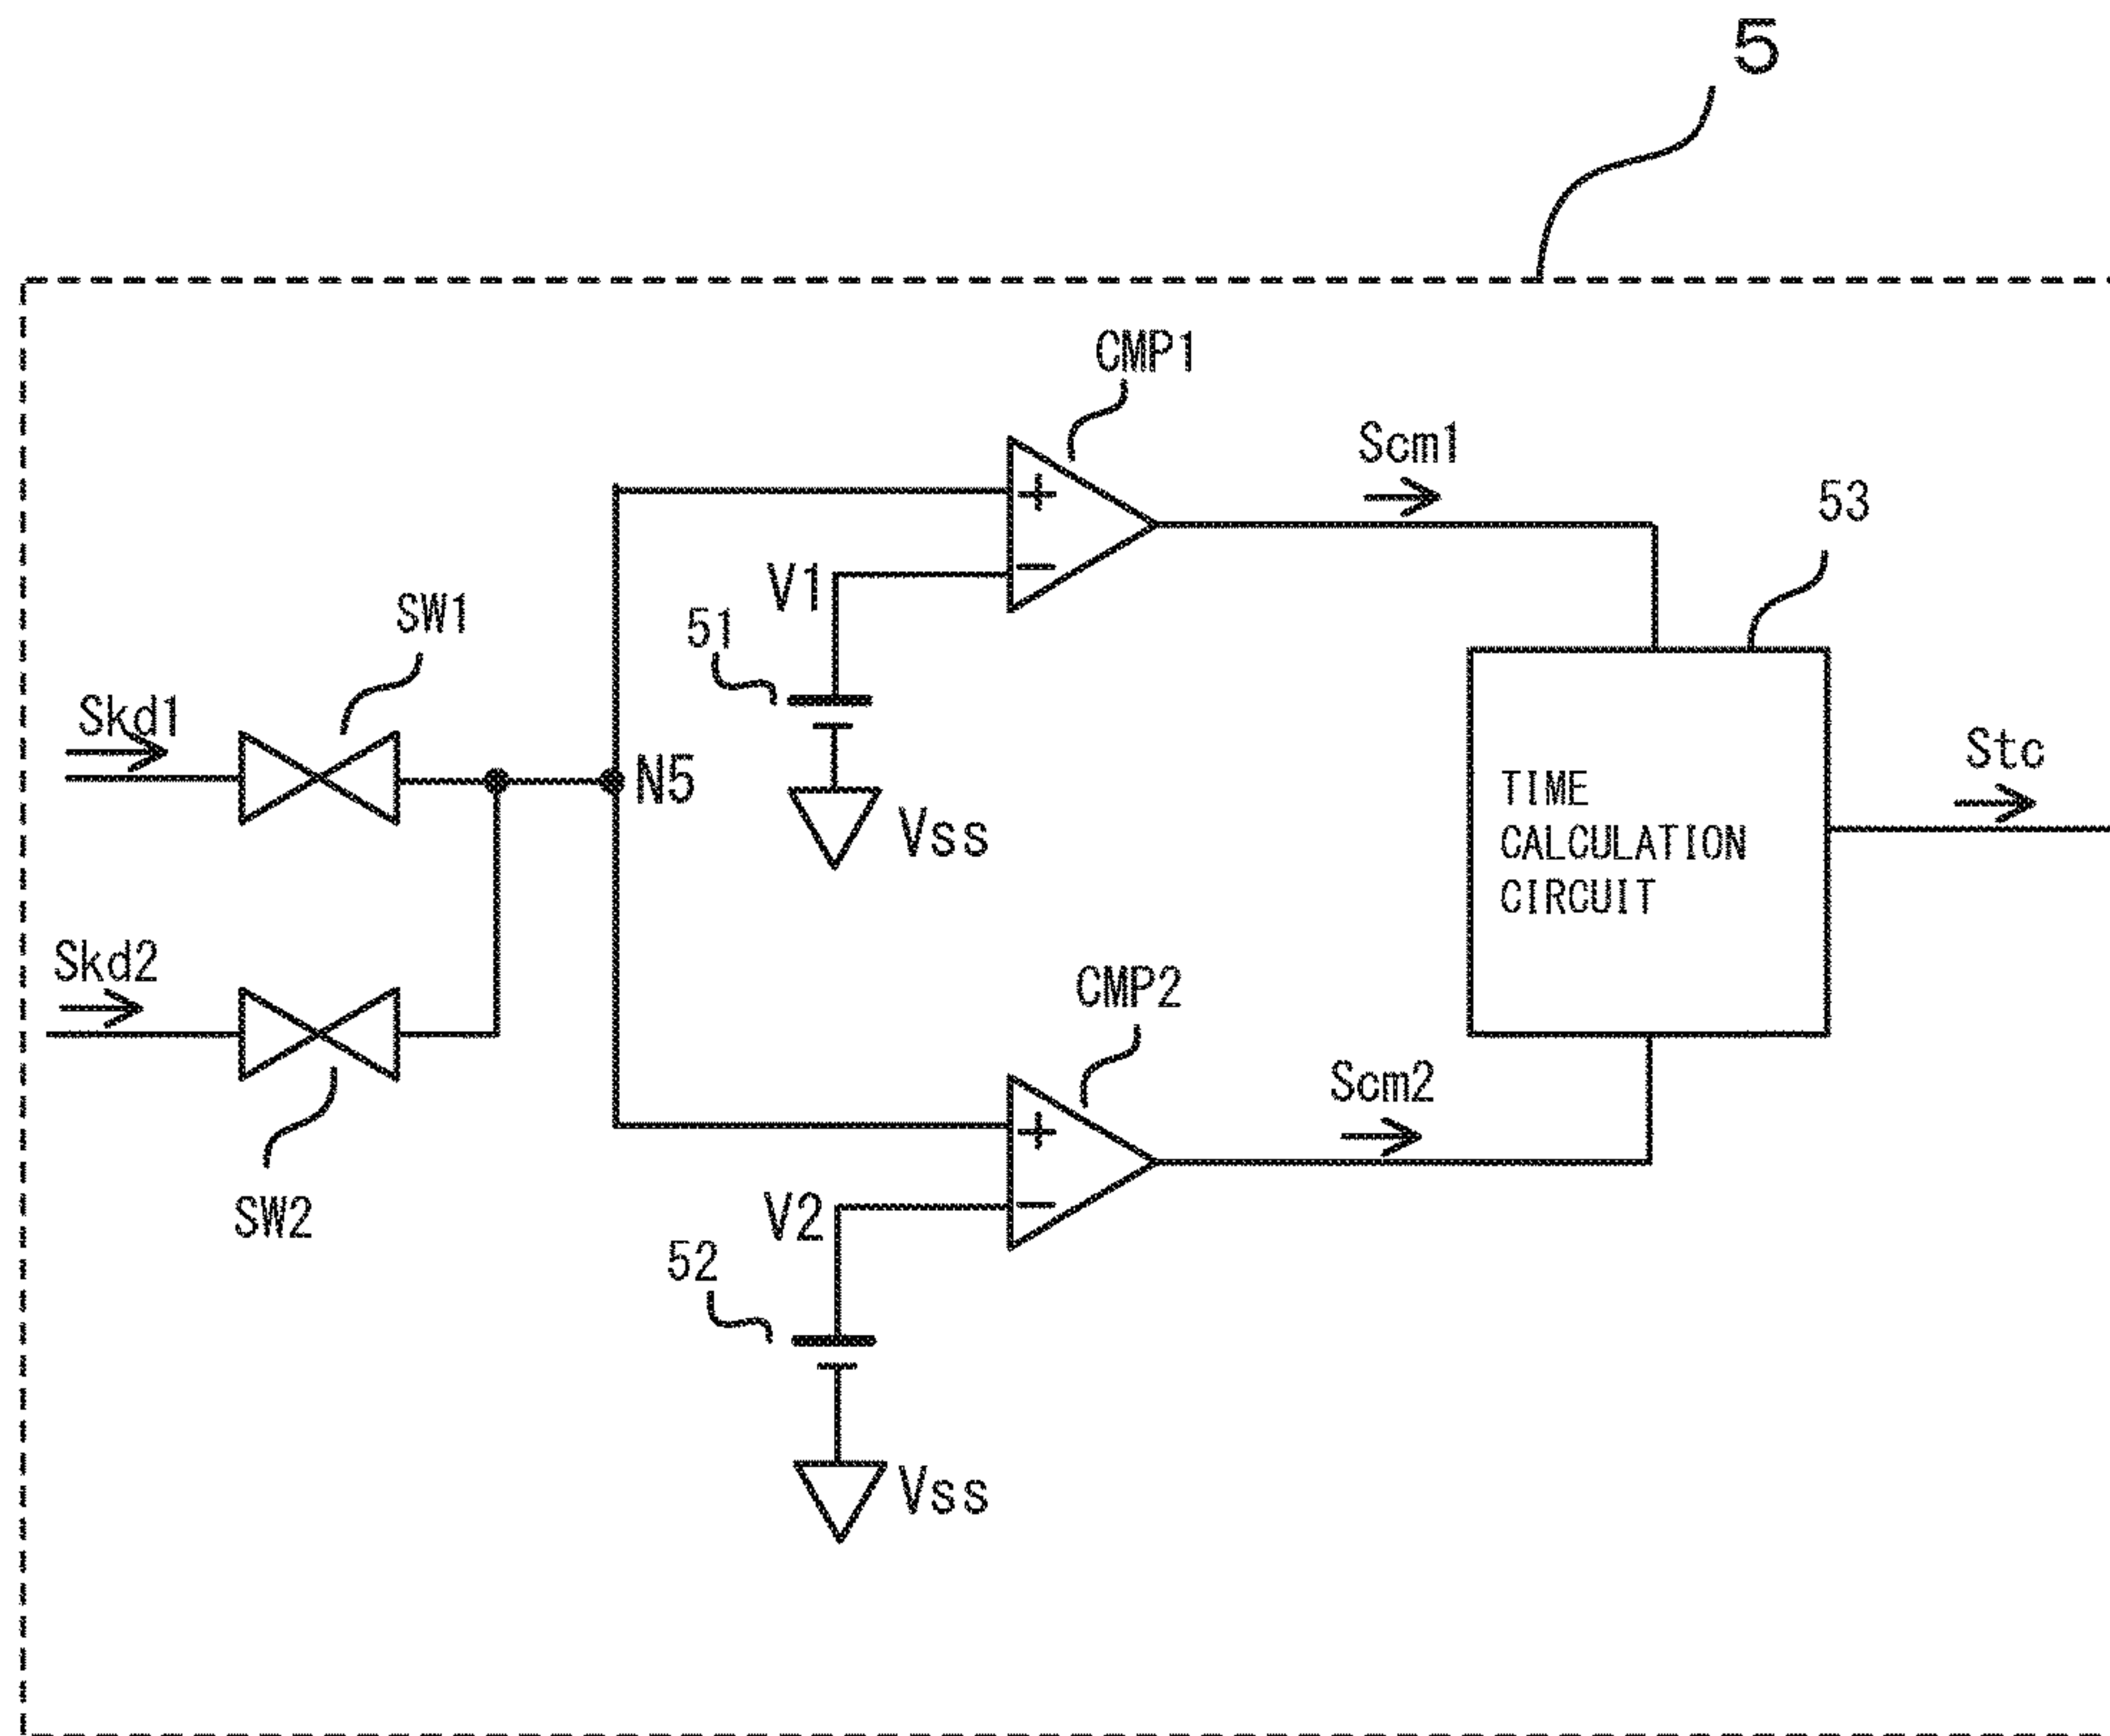 5
CMP1
Scm1
53
V1
51
SW1
Skd1
N5
Vss
TIME
CALCULATION
CIRCUIT
Stc
Skd2
CMP2
Scm2
SW2
V2
52
Vss
+
−
+
−